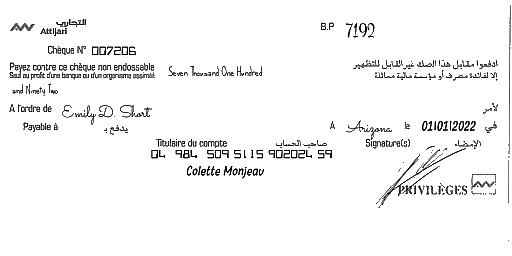 التجاري
Attijari
B.P 7192
Chèque N° 007206
Payez contre ce chèque non endossable
Sauf au profit d'une banque ou d'un organisme assimilé
Seven Thousand One Hundred
and Ninety Two
ادفعوا مقابل هذا الصك غير القابل للتظهير
إلا لفائدة مصرف أو مؤسسة مالية مماثلة
A l'ordre de Emily D. Short
لأمر
Payable à يدفع بـ
A Arizona le 01/01/2022 في
Titulaire du compte صاحب الحساب
Signature(s) الإمضاء
04 984 509 5115 902024 59
Colette Monjeau
PRIVILÈGES